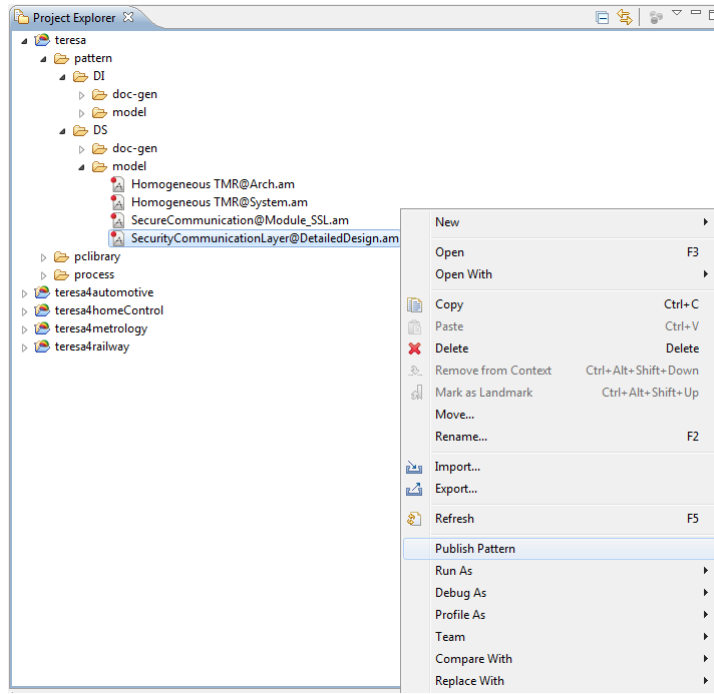 Project Explorer
teresa
pattern
DI
doc-gen
model
DS
doc-gen
model
Homogeneous TMR@Arch.am
Homogeneous TMR@System.am
SecureCommunication@Module_SSL.am
SecurityCommunicationLayer@DetailedDesign.am
pclibrary
process
teresa4automotive
teresa4homeControl
teresa4metrology
teresa4railway
New
Open F3
Open With
Copy Ctrl+C
Paste Ctrl+V
Delete Delete
Remove from Context Ctrl+Alt+Shift+Down
Mark as Landmark Ctrl+Alt+Shift+Up
Move...
Rename... F2
Import...
Export...
Refresh F5
Publish Pattern
Run As
Debug As
Profile As
Team
Compare With
Replace With